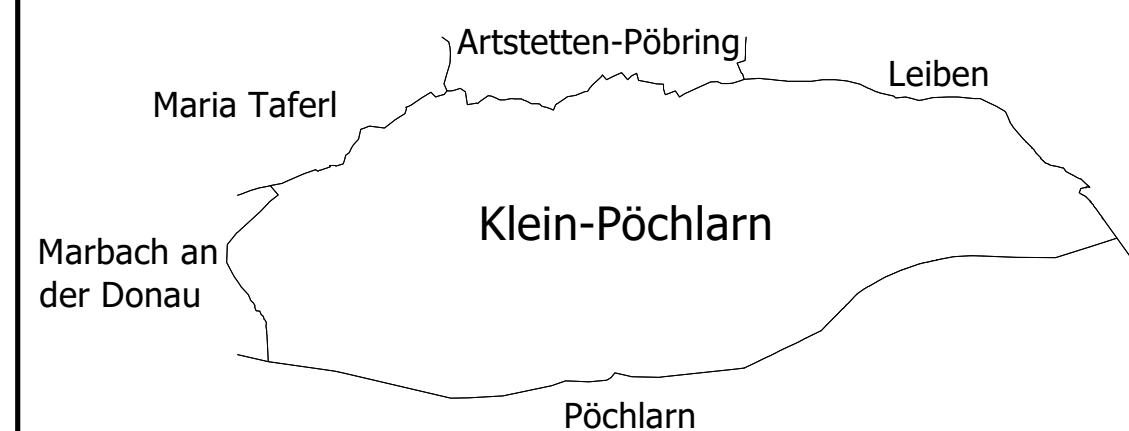 Artstetten-Pöbring
Leiben
Maria Taferl
Klein-Pöchlarn
Marbach an
der Donau
Pöchlarn